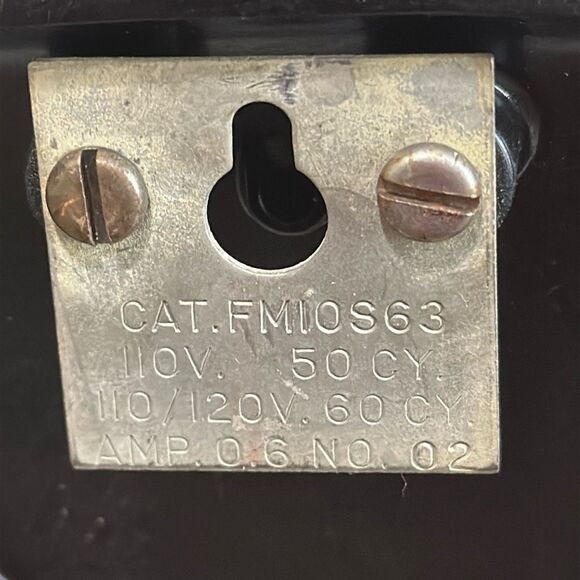 CAT.FM10S63
110V. 50 CY.
110/120V. 60 CY.
AMP. 0.6 NO. 02